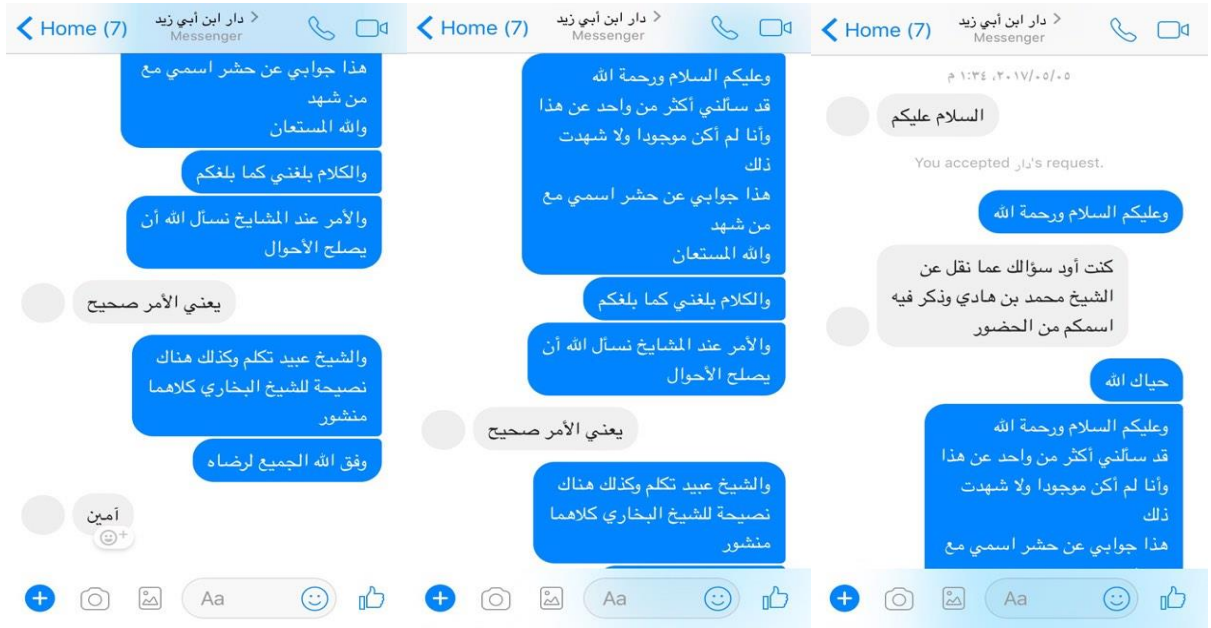 Home (7)
دار ابن أبي زيد >
Messenger
٢٠١٧/٠٥/٠٥، ١:٣٤ م
السلام عليكم
You accepted دار's request.
وعليكم السلام ورحمة الله
كنت أود سؤالك عما نقل عن
الشيخ محمد بن هادي وذكر فيه
اسمكم من الحضور
حياك الله
وعليكم السلام ورحمة الله
قد سألني أكثر من واحد عن هذا
وأنا لم أكن موجودا ولا شهدت
ذلك
هذا جوابي عن حشر اسمي مع
Aa
Home (7)
دار ابن أبي زيد >
Messenger
وعليكم السلام ورحمة الله
قد سألني أكثر من واحد عن هذا
وأنا لم أكن موجودا ولا شهدت
ذلك
هذا جوابي عن حشر اسمي مع
من شهد
والله المستعان
والكلام بلغني كما بلغكم
والأمر عند المشايخ نسأل الله أن
يصلح الأحوال
يعني الأمر صحيح
والشيخ عبيد تكلم وكذلك هناك
نصيحة للشيخ البخاري كلاهما
منشور
Aa
Home (7)
دار ابن أبي زيد >
Messenger
هذا جوابي عن حشر اسمي مع
من شهد
والله المستعان
والكلام بلغني كما بلغكم
والأمر عند المشايخ نسأل الله أن
يصلح الأحوال
يعني الأمر صحيح
والشيخ عبيد تكلم وكذلك هناك
نصيحة للشيخ البخاري كلاهما
منشور
وفق الله الجميع لرضاه
آمين
Aa